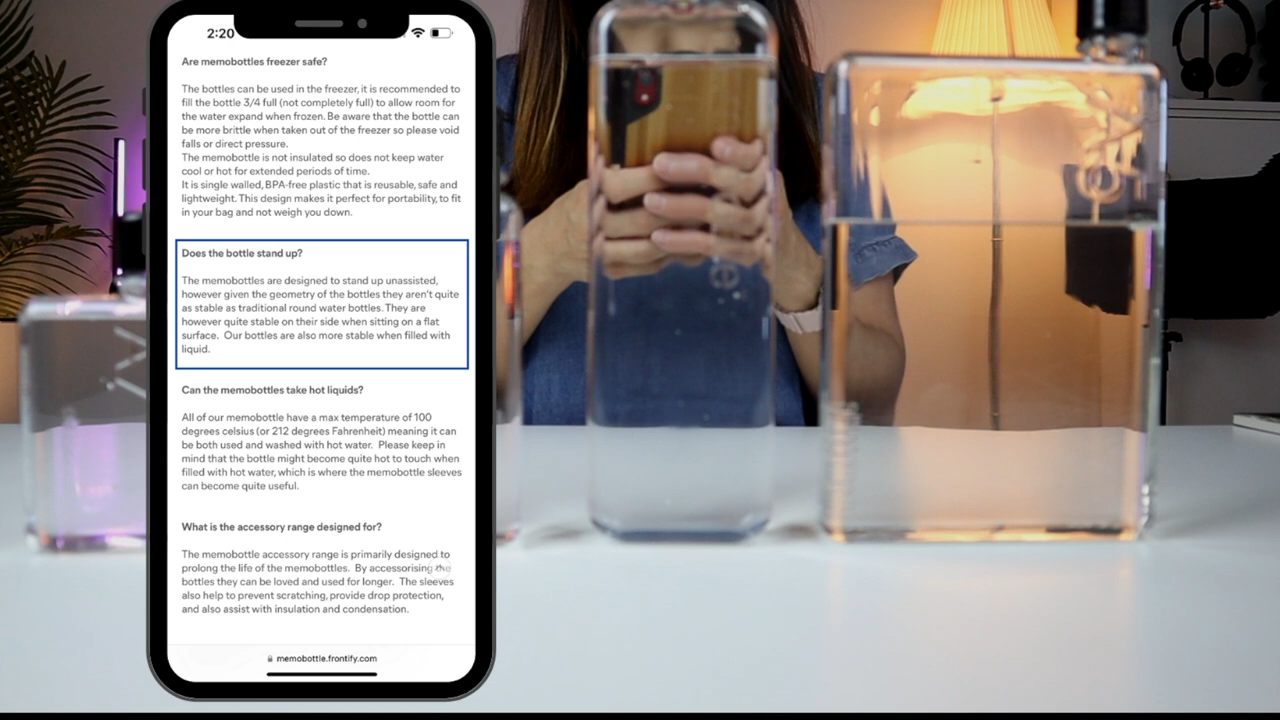 2:20
Are memobottles freezer safe?
The bottles can be used in the freezer, it is recommended to
fill the bottle 3/4 full (not completely full) to allow room for
the water expand when frozen. Be aware that the bottle can
be more brittle when taken out of the freezer so please void
falls or direct pressure.
The memobottle is not insulated so does not keep water
cool or hot for extended periods of time.
It is single walled, BPA-free plastic that is reusable, safe and
lightweight. This design makes it perfect for portability, to fit
in your bag and not weigh you down.
Does the bottle stand up?
The memobottles are designed to stand up unassisted,
however given the geometry of the bottles they aren't quite
as stable as traditional round water bottles. They are
however quite stable on their side when sitting on a flat
surface. Our bottles are also more stable when filled with
liquid.
Can the memobottles take hot liquids?
All of our memobottle have a max temperature of 100
degrees celsius (or 212 degrees Fahrenheit) meaning it can
be both used and washed with hot water. Please keep in
mind that the bottle might become quite hot to touch when
filled with hot water, which is where the memobottle sleeves
can become quite useful.
What is the accessory range designed for?
The memobottle accessory range is primarily designed to
prolong the life of the memobottles. By accessorising the
bottles they can be loved and used for longer. The sleeves
also help to prevent scratching, provide drop protection,
and also assist with insulation and condensation.
memobottle.frontify.com